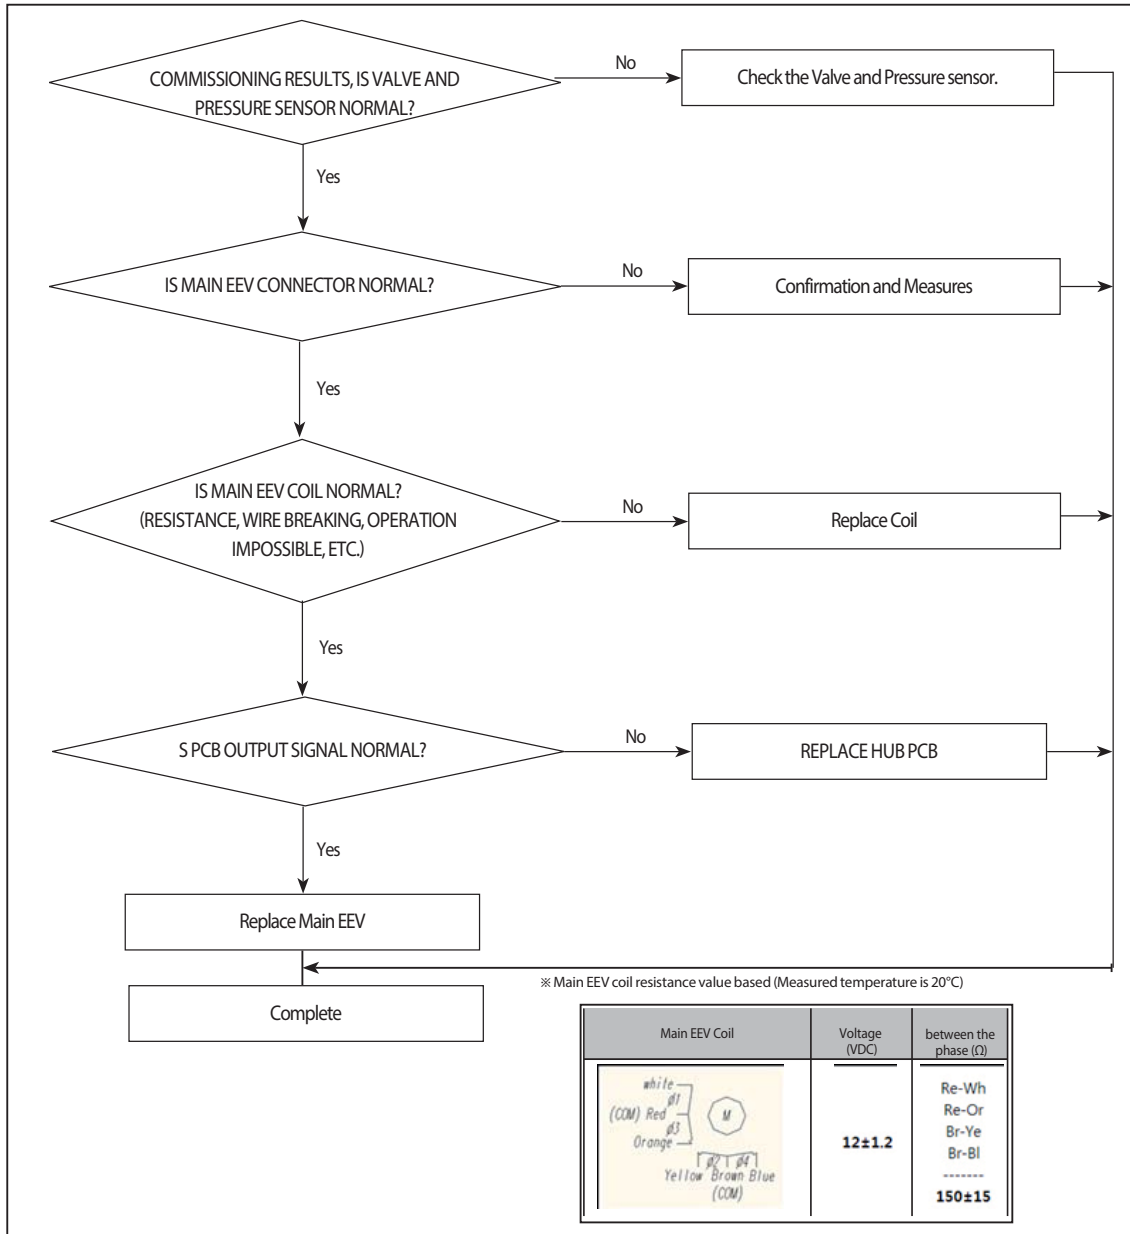 COMMISSIONING RESULTS, IS VALVE AND
PRESSURE SENSOR NORMAL?
No
Check the Valve and Pressure sensor.
Yes
IS MAIN EEV CONNECTOR NORMAL?
No
Confirmation and Measures
Yes
IS MAIN EEV COIL NORMAL?
(RESISTANCE, WIRE BREAKING, OPERATION
IMPOSSIBLE, ETC.)
No
Replace Coil
Yes
S PCB OUTPUT SIGNAL NORMAL?
No
REPLACE HUB PCB
Yes
Replace Main EEV
Complete
※ Main EEV coil resistance value based (Measured temperature is 20°C)
Main EEV Coil
Voltage
(VDC)
between the
phase (Ω)
white
ø1
(COM) Red
ø3
Orange
M
ø2 ø4
Yellow Brown Blue
(COM)
12±1.2
Re-Wh
Re-Or
Br-Ye
Br-Bl
-------
150±15